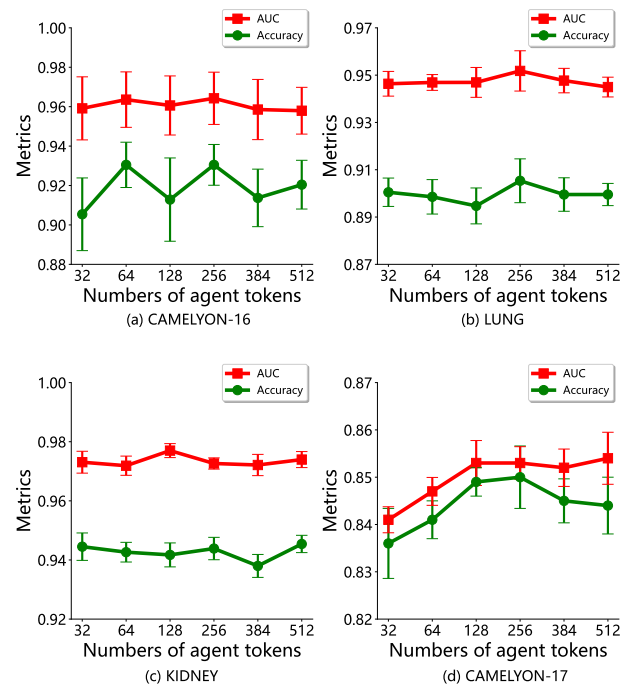 1.00
0.98
0.96
0.94
0.92
0.90
0.88
Metrics
AUC
Accuracy
32 64 128 256 384 512
Numbers of agent tokens
(a) CAMELYON-16
0.97
0.95
0.93
0.91
0.89
0.87
Metrics
AUC
Accuracy
32 64 128 256 384 512
Numbers of agent tokens
(b) LUNG
1.00
0.98
0.96
0.94
0.92
Metrics
AUC
Accuracy
32 64 128 256 384 512
Numbers of agent tokens
(c) KIDNEY
0.87
0.86
0.85
0.84
0.83
0.82
Metrics
AUC
Accuracy
32 64 128 256 384 512
Numbers of agent tokens
(d) CAMELYON-17